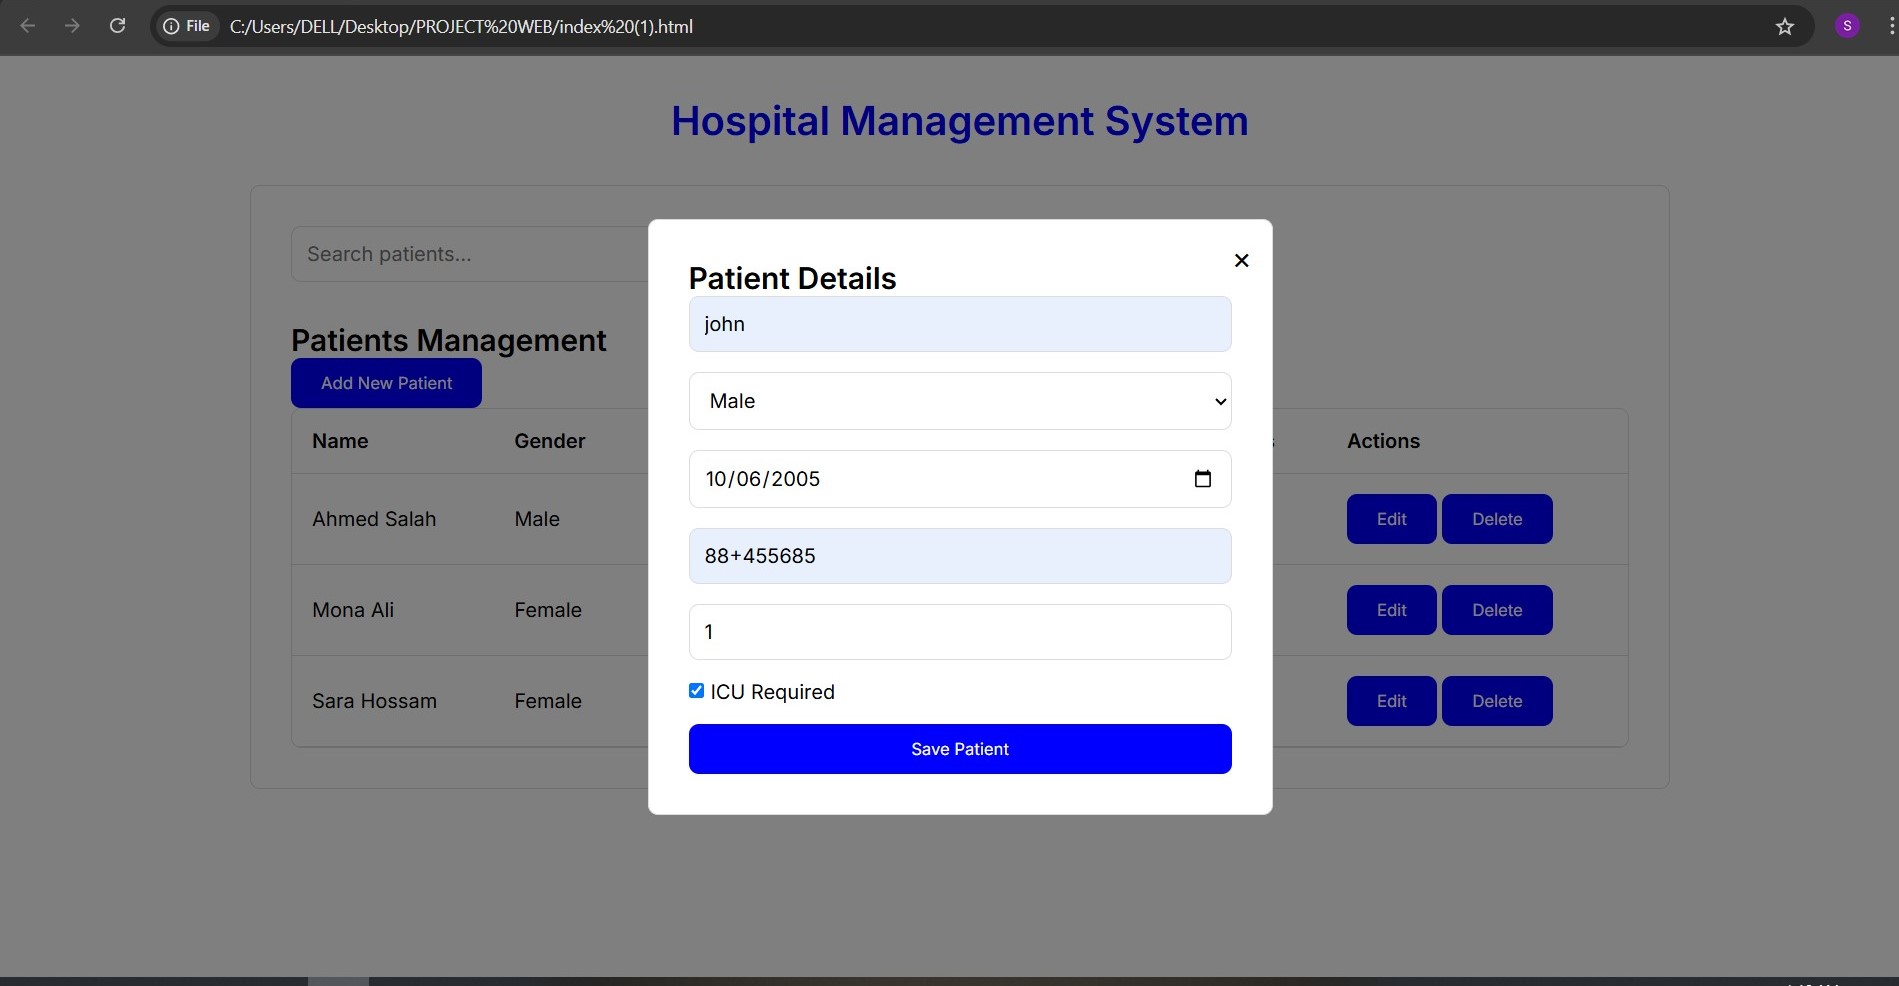 File C:/Users/DELL/Desktop/PROJECT%20WEB/index%20(1).html
S
Hospital Management System
Search patients...
Patients Management
Add New Patient
Name Gender Actions
Ahmed Salah Male Edit Delete
Mona Ali Female Edit Delete
Sara Hossam Female Edit Delete
Patient Details
×
john
Male
10/06/2005
88+455685
1
ICU Required
Save Patient